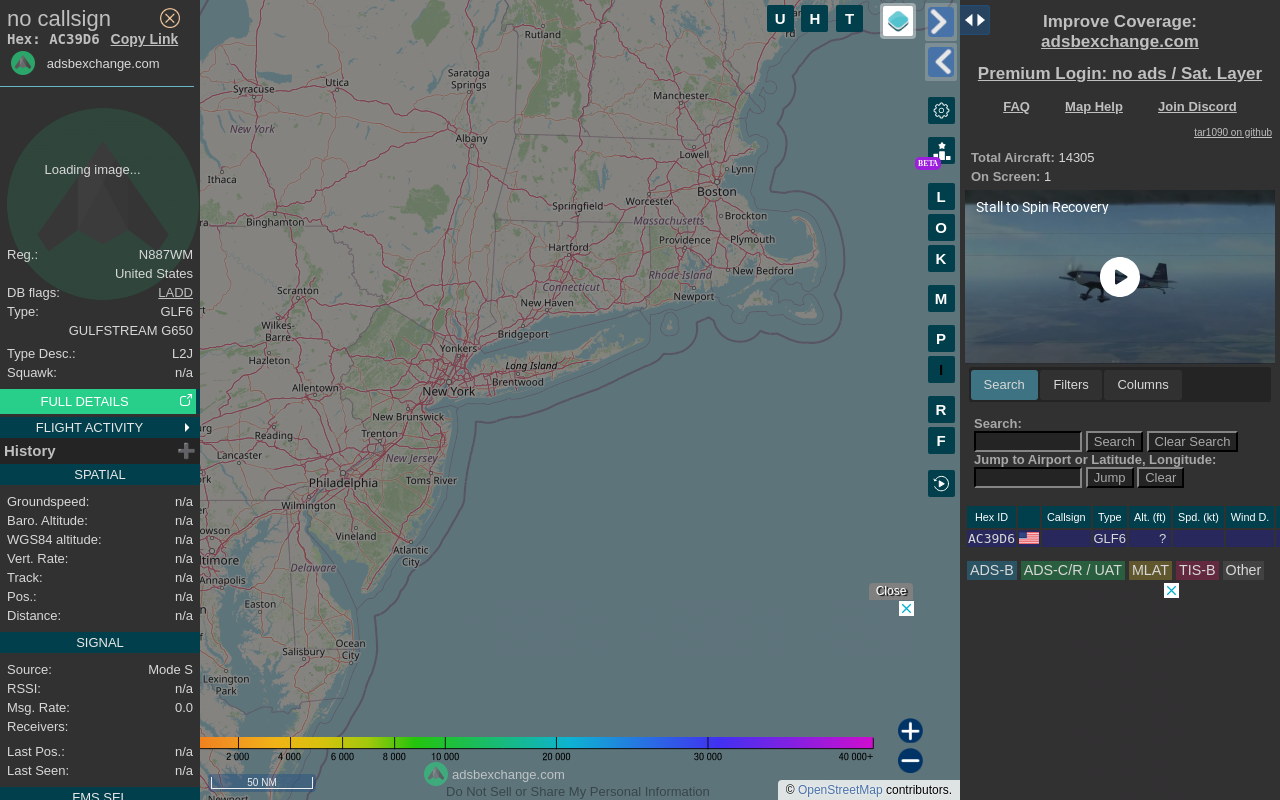 no callsign
Hex: AC39D6 Copy Link
adsbexchange.com
Loading image...
Reg.: N887WM
United States
DB flags: LADD
Type: GLF6
GULFSTREAM G650
Type Desc.: L2J
Squawk: n/a
FULL DETAILS
FLIGHT ACTIVITY
History
SPATIAL
Groundspeed: n/a
Baro. Altitude: n/a
WGS84 altitude: n/a
Vert. Rate: n/a
Track: n/a
Pos.: n/a
Distance: n/a
SIGNAL
Source: Mode S
RSSI: n/a
Msg. Rate: 0.0
Receivers:
Last Pos.: n/a
Last Seen: n/a
FMS SEL
U H T
Rutland
Utica
Saratoga
Springs
Syracuse
Manchester
New York
Albany
Lowell
Lynn
Ithaca
Boston
Worcester
Springfield
Binghamton
Massachusetts
Brockton
Providence
Plymouth
Hartford
New Bedford
Rhode Island
Connecticut
Scranton
Newport
New Haven
Wilkes-
Barre
Bridgeport
Yonkers
Hazleton
Long Island
Brentwood
Allentown
New York
New Brunswick
Reading
Trenton
Lancaster
New Jersey
Toms River
Philadelphia
Wilmington
Vineland
Atlantic
City
Delaware
Annapolis
Easton
Ocean
City
Salisbury
Lexington
Park
BETA
L
O
K
M
P
I
R
F
Close
2 000 4 000 6 000 8 000 10 000 20 000 30 000 40 000+
50 NM
adsbexchange.com
Do Not Sell or Share My Personal Information
© OpenStreetMap contributors.
Improve Coverage:
adsbexchange.com
Premium Login: no ads / Sat. Layer
FAQ Map Help Join Discord
tar1090 on github
Total Aircraft: 14305
On Screen: 1
Stall to Spin Recovery
Search Filters Columns
Search:
Search Clear Search
Jump to Airport or Latitude, Longitude:
Jump Clear
Hex ID Callsign Type Alt. (ft) Spd. (kt) Wind D.
AC39D6 GLF6 ?
ADS-B ADS-C/R / UAT MLAT TIS-B Other